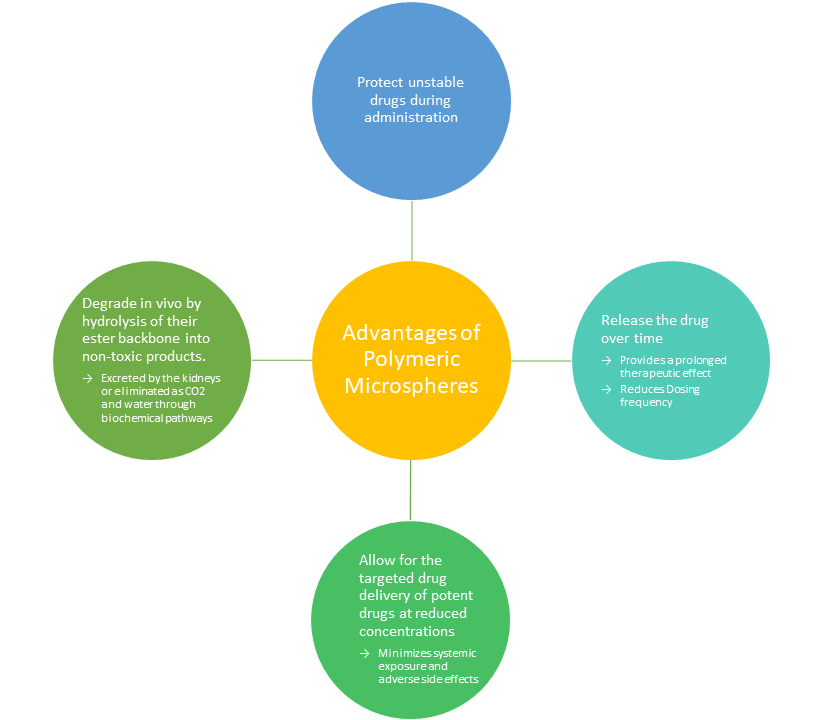 Protect unstable
drugs during
administration
Degrade in vivo by
hydrolysis of their
ester backbone into
non-toxic products.
→ Excreted by the kidneys
or eliminated as CO2
and water through
biochemical pathways
Advantages of
Polymeric
Microspheres
Release the drug
over time
→ Provides a prolonged
therapeutic effect
→ Reduces Dosing
frequency
Allow for the
targeted drug
delivery of potent
drugs at reduced
concentrations
→ Minimizes systemic
exposure and
adverse side effects